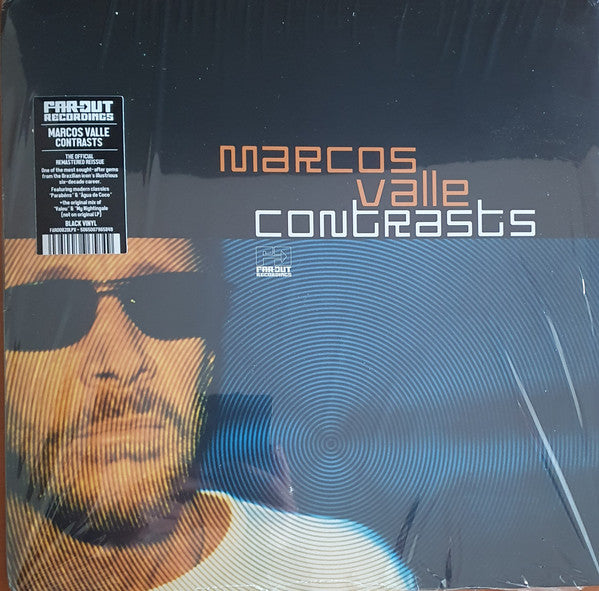 FAR-OUT
RECORDINGS
MARCOS VALLE
CONTRASTS
THE OFFICIAL
REMASTERED REISSUE
One of the most sought-after gems
from the Brazilian icon's illustrious
six-decade career.
Featuring modern classics
"Parabéns" & "Água de Coco"
+the original mix of
"Valeu" & "My Nightingale
(not on original LP)
BLACK VINYL
marcos
valle
contrasts
FAR-OUT
RECORDINGS